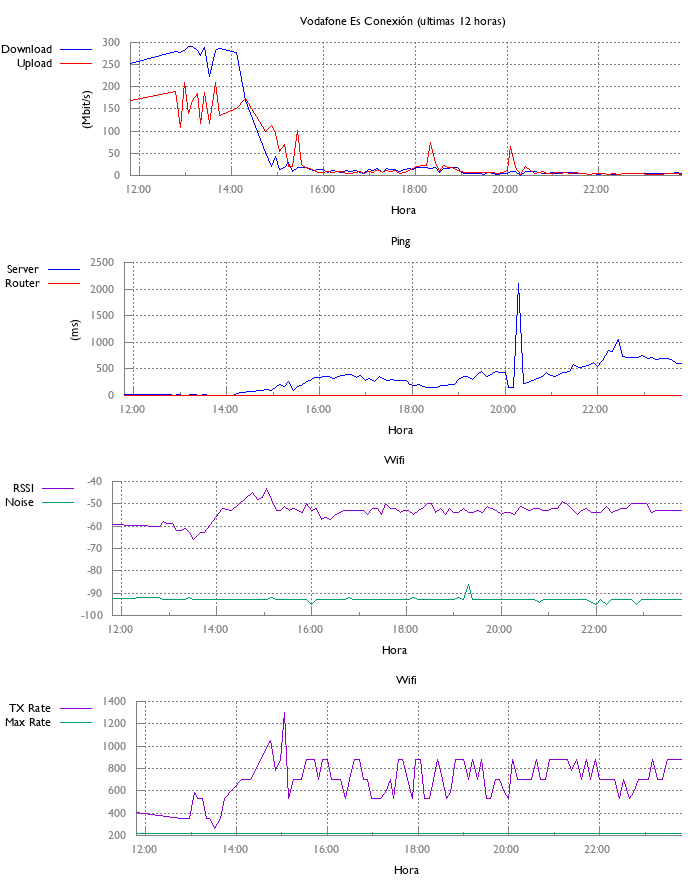 Vodafone Es Conexión (ultimas 12 horas)
Download
Upload
300
250
200
150
100
50
0
(Mbit/s)
12:00 14:00 16:00 18:00 20:00 22:00
Hora
Ping
Server
Router
2500
2000
1500
1000
500
0
(ms)
12:00 14:00 16:00 18:00 20:00 22:00
Hora
Wifi
RSSI
Noise
-40
-50
-60
-70
-80
-90
-100
12:00 14:00 16:00 18:00 20:00 22:00
Hora
Wifi
TX Rate
Max Rate
1400
1200
1000
800
600
400
200
12:00 14:00 16:00 18:00 20:00 22:00
Hora